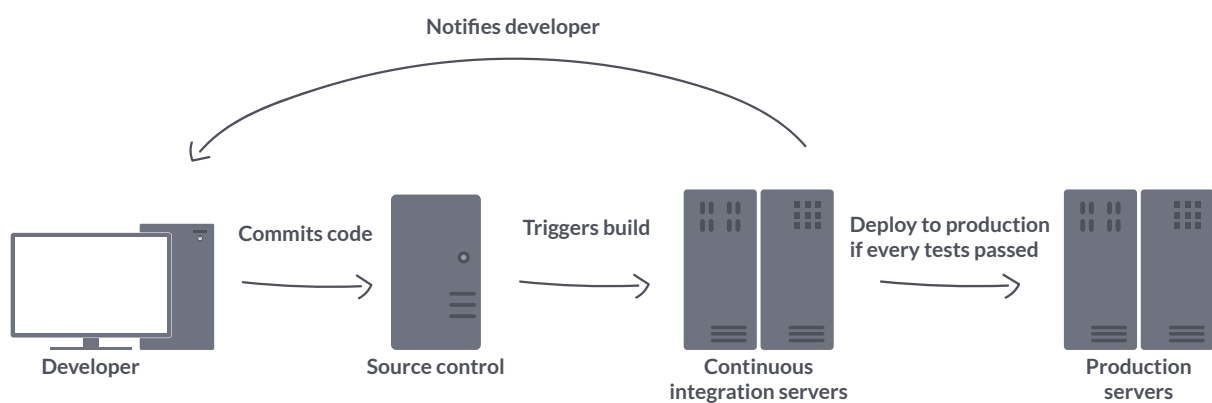 Notifies developer
Commits code
Triggers build
Deploy to production
if every tests passed
Developer
Source control
Continuous
integration servers
Production
servers